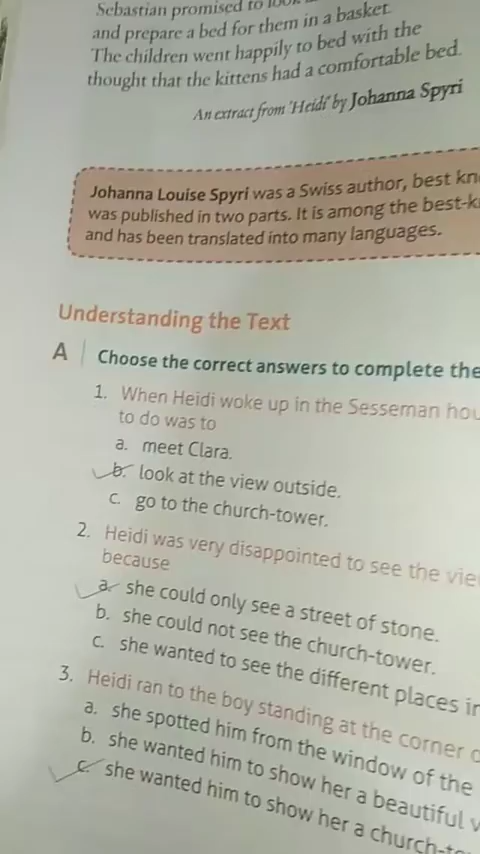 Sebastian promised to look
and prepare a bed for them in a basket.
The children went happily to bed with the
thought that the kittens had a comfortable bed.
An extract from 'Heidi' by Johanna Spyri
Johanna Louise Spyri was a Swiss author, best kn
was published in two parts. It is among the best-k
and has been translated into many languages.
Understanding the Text
A Choose the correct answers to complete the
1. When Heidi woke up in the Sesseman hou
to do was to
a. meet Clara.
b. look at the view outside.
c. go to the church-tower.
2. Heidi was very disappointed to see the vie
because
a. she could only see a street of stone.
b. she could not see the church-tower.
c. she wanted to see the different places in
3. Heidi ran to the boy standing at the corner o
a. she spotted him from the window of the
b. she wanted him to show her a beautiful v
c. she wanted him to show her a church-to